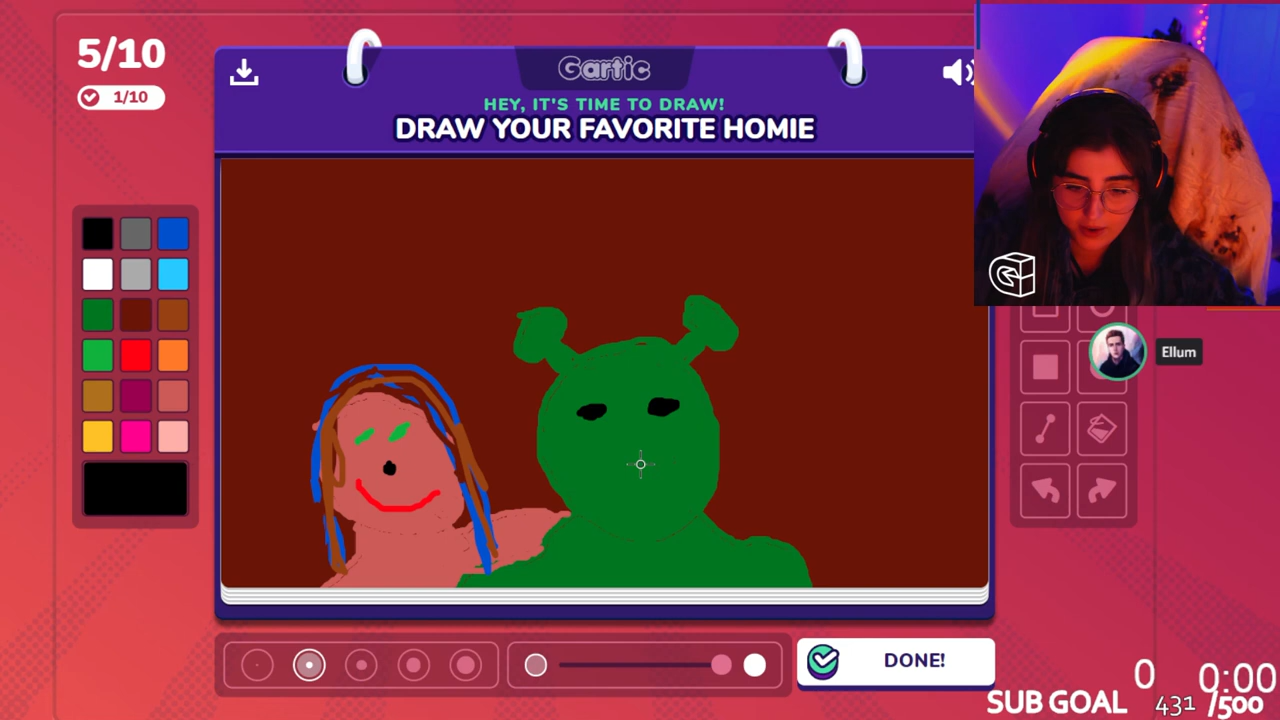 5/10
1/10
Gartic
HEY, IT'S TIME TO DRAW!
DRAW YOUR FAVORITE HOMIE
Ellum
DONE!
0 0:00
SUB GOAL 431 /500